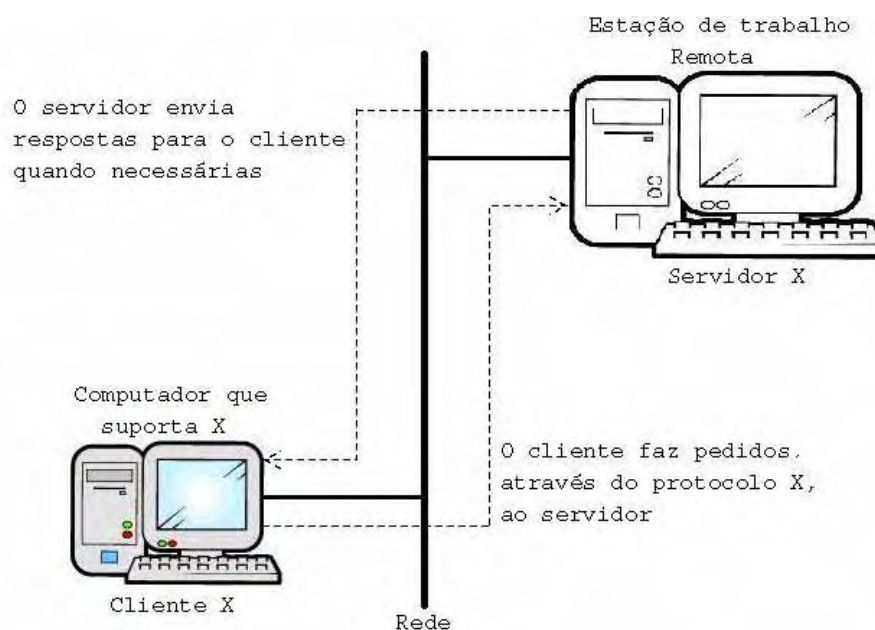 Estação de trabalho
Remota
O servidor envia
respostas para o cliente
quando necessárias
Servidor X
Computador que
suporta X
O cliente faz pedidos,
através do protocolo X,
ao servidor
Cliente X
Rede